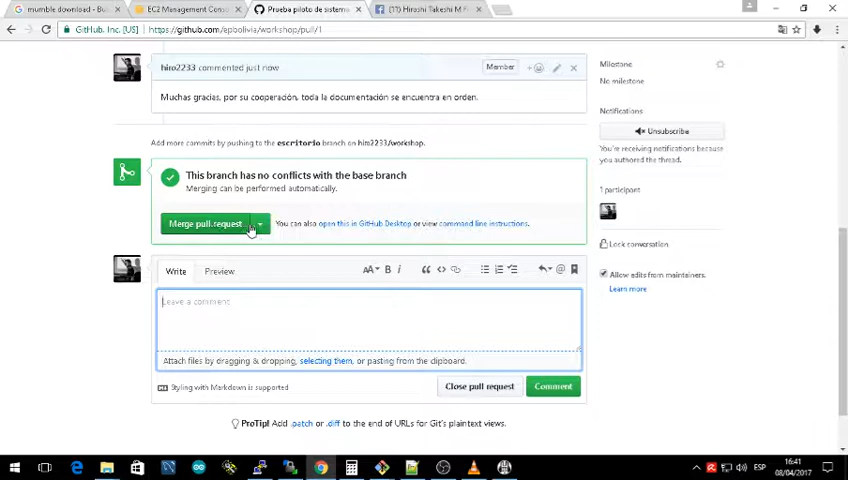 mumble download - Bu
EC2 Management Conso
Prueba piloto de sistema
(11) Hiroshi Takeshi M F
GitHub, Inc. [US]
https://github.com/epbolivia/workshop/pull/1
hiro2233 commented just now
Member
Muchas gracias, por su cooperación, toda la documentación se encuentra en orden.
Milestone
No milestone
Notifications
Unsubscribe
You're receiving notifications because
you authored the thread.
1 participant
Lock conversation
Allow edits from maintainers.
Learn more
Add more commits by pushing to the escritorio branch on hiro2233/workshop.
This branch has no conflicts with the base branch
Merging can be performed automatically.
Merge pull request
You can also open this in GitHub Desktop or view command line instructions.
Write
Preview
AA
B
i
Leave a comment
Attach files by dragging & dropping, selecting them, or pasting from the clipboard.
Styling with Markdown is supported
Close pull request
Comment
ProTip! Add .patch or .diff to the end of URLs for Git's plaintext views.
ESP
16:41
08/04/2017